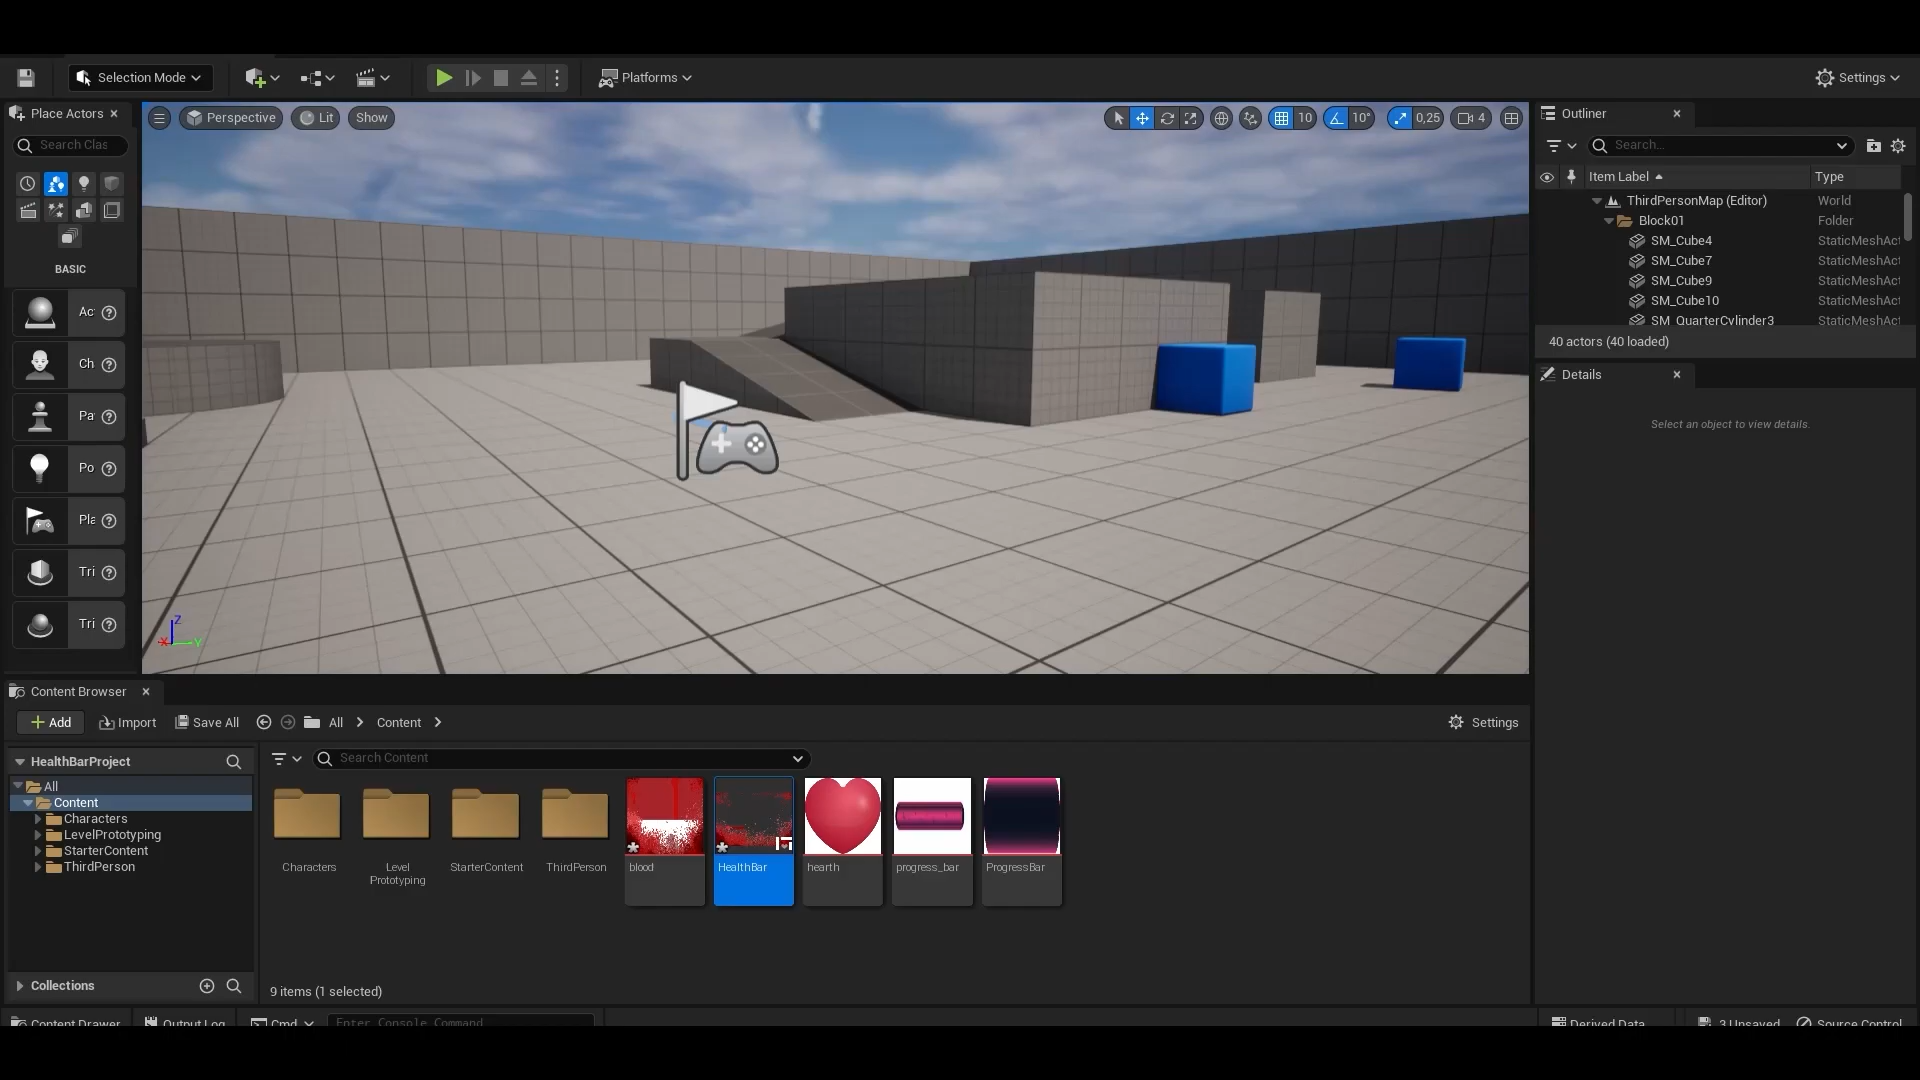 Selection Mode
Platforms
Settings
Place Actors
Search Clas
BASIC
Ac
Ch
Pa
Po
Pla
Tri
Tri
Perspective
Lit
Show
10
10°
0,25
4
Z
X
Y
Outliner
Search...
Item Label
Type
ThirdPersonMap (Editor)
World
Block01
Folder
SM_Cube4
StaticMeshAct
SM_Cube7
StaticMeshAct
SM_Cube9
StaticMeshAct
SM_Cube10
StaticMeshAct
SM_QuarterCylinder3
StaticMeshAct
40 actors (40 loaded)
Details
Select an object to view details.
Content Browser
Add
Import
Save All
All
Content
Settings
HealthBarProject
All
Content
Characters
LevelPrototyping
StarterContent
ThirdPerson
Collections
Search Content
Characters
Level
Prototyping
StarterContent
ThirdPerson
blood
HealthBar
hearth
progress_bar
ProgressBar
9 items (1 selected)
Content Drawer
Output Log
Cmd
Enter Console Command
Derived Data
3 Unsaved
Source Control